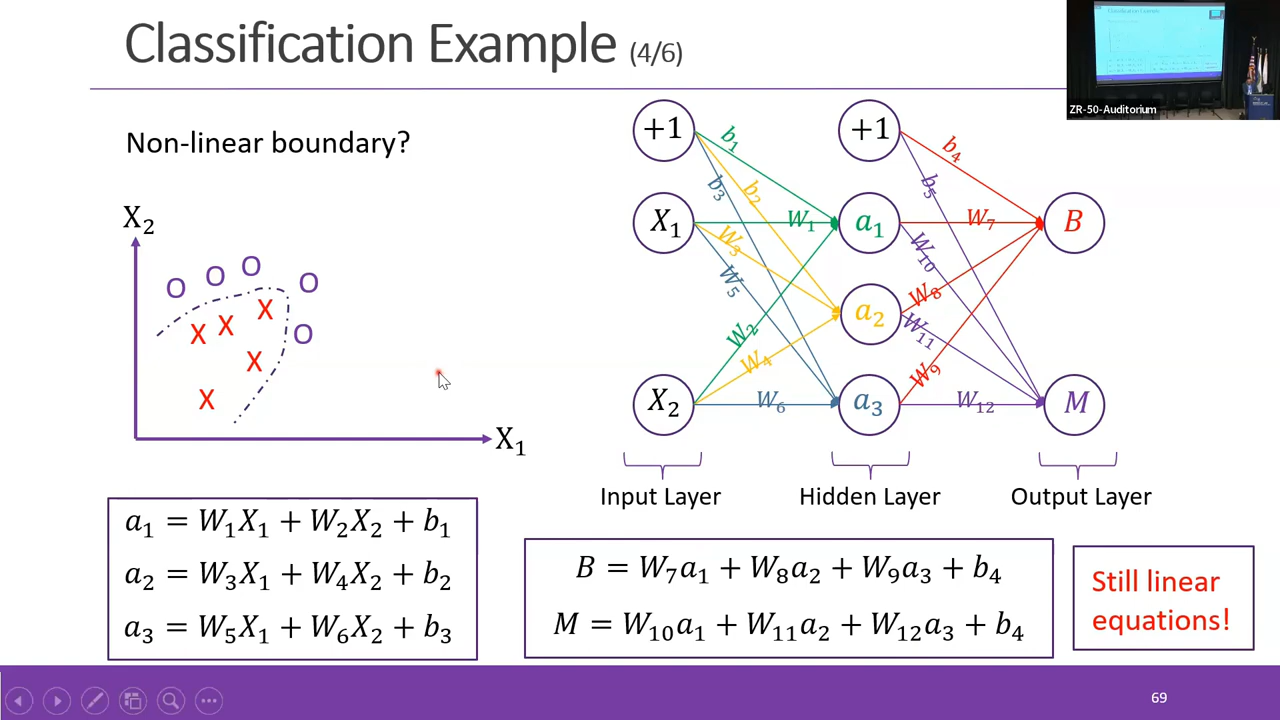 Classification Example (4/6)
ZR-50-Auditorium
Non-linear boundary?
X₂
O O O O
X X X O
X
X
X₁
+1 +1
b₁ b₄
b₃ b₂ b₅
X₁ W₁ a₁ W₇ B
W₃ W₁₀
W₅ W₈
a₂
W₂ W₁₁
W₄ W₉
X₂ W₆ a₃ W₁₂ M
Input Layer Hidden Layer Output Layer
a₁ = W₁X₁ + W₂X₂ + b₁
a₂ = W₃X₁ + W₄X₂ + b₂
a₃ = W₅X₁ + W₆X₂ + b₃
B = W₇a₁ + W₈a₂ + W₉a₃ + b₄
M = W₁₀a₁ + W₁₁a₂ + W₁₂a₃ + b₄
Still linear
equations!
69